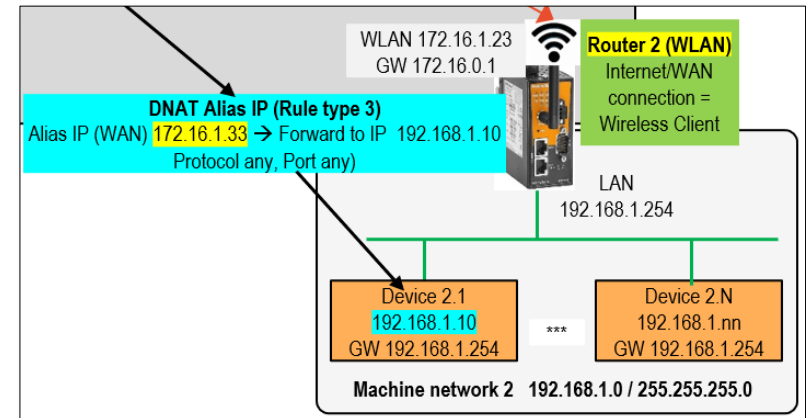 WLAN 172.16.1.23
GW 172.16.0.1
Router 2 (WLAN)
Internet/WAN
connection =
Wireless Client
DNAT Alias IP (Rule type 3)
Alias IP (WAN) 172.16.1.33 → Forward to IP 192.168.1.10
Protocol any, Port any)
LAN
192.168.1.254
Device 2.1
192.168.1.10
GW 192.168.1.254
***
Device 2.N
192.168.1.nn
GW 192.168.1.254
Machine network 2 192.168.1.0 / 255.255.255.0